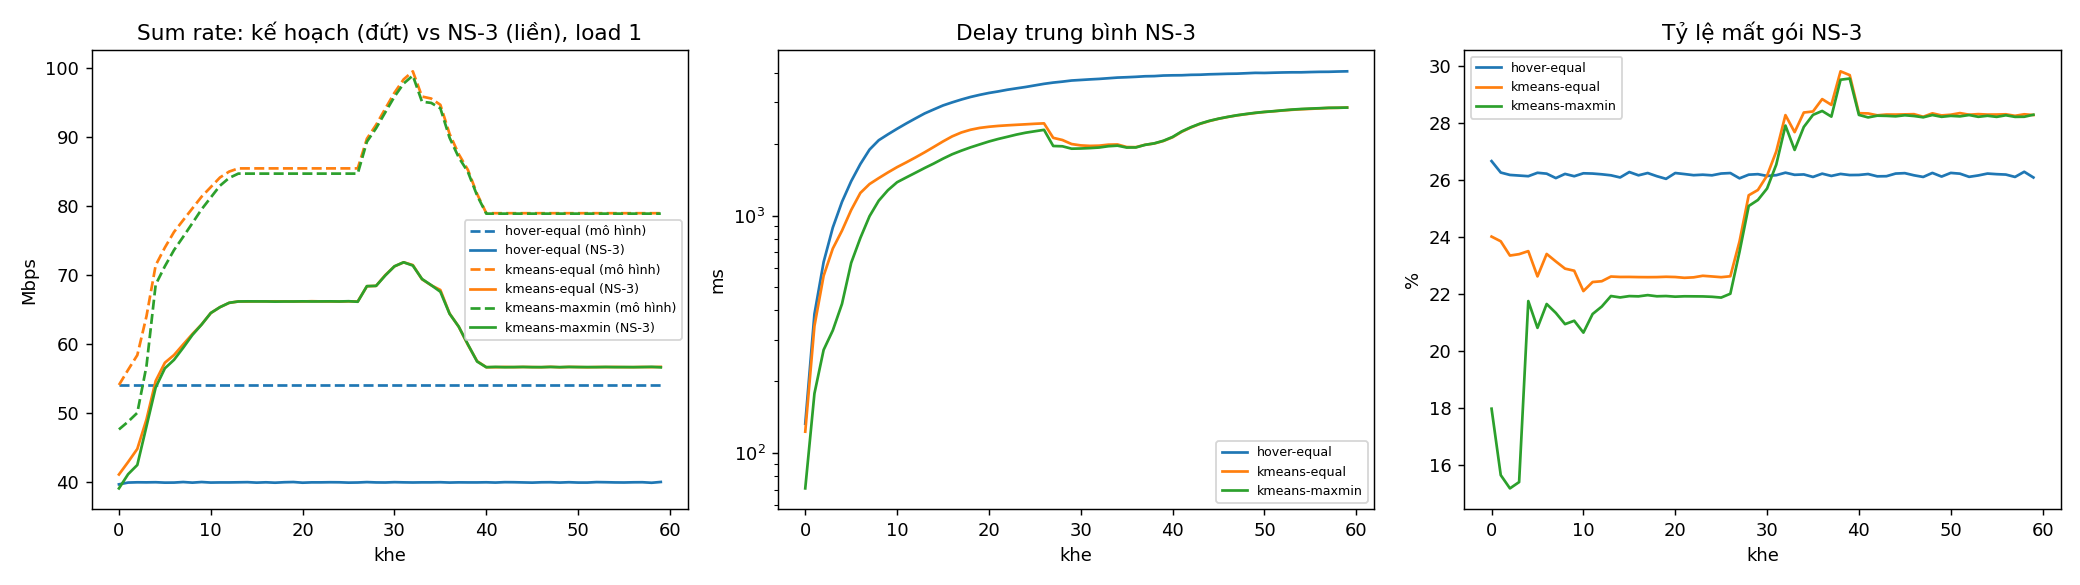 Sum rate: kế hoạch (đứt) vs NS-3 (liền), load 1
Mbps
100
90
80
70
60
50
40
hover-equal (mô hình)
hover-equal (NS-3)
kmeans-equal (mô hình)
kmeans-equal (NS-3)
kmeans-maxmin (mô hình)
kmeans-maxmin (NS-3)
0 10 20 30 40 50 60
khe
Delay trung bình NS-3
ms
10³
10²
hover-equal
kmeans-equal
kmeans-maxmin
0 10 20 30 40 50 60
khe
Tỷ lệ mất gói NS-3
%
30
28
26
24
22
20
18
16
hover-equal
kmeans-equal
kmeans-maxmin
0 10 20 30 40 50 60
khe